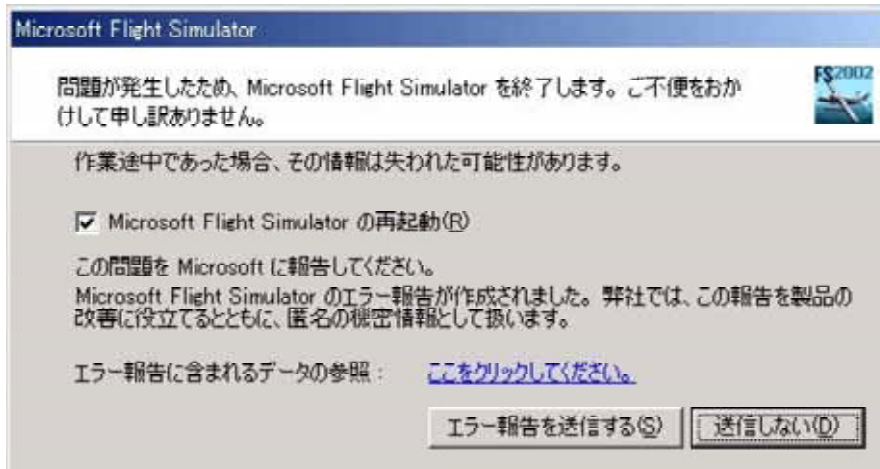 Microsoft Flight Simulator
問題が発生したため、Microsoft Flight Simulator を終了します。ご不便をおか
けして申し訳ありません。
FS2002
作業途中であった場合、その情報は失われた可能性があります。
Microsoft Flight Simulator の再起動(R)
この問題を Microsoft に報告してください。
Microsoft Flight Simulator のエラー報告が作成されました。弊社では、この報告を製品の
改善に役立てるとともに、匿名の機密情報として扱います。
エラー報告に含まれるデータの参照：　ここをクリックしてください。
エラー報告を送信する(S)　送信しない(D)